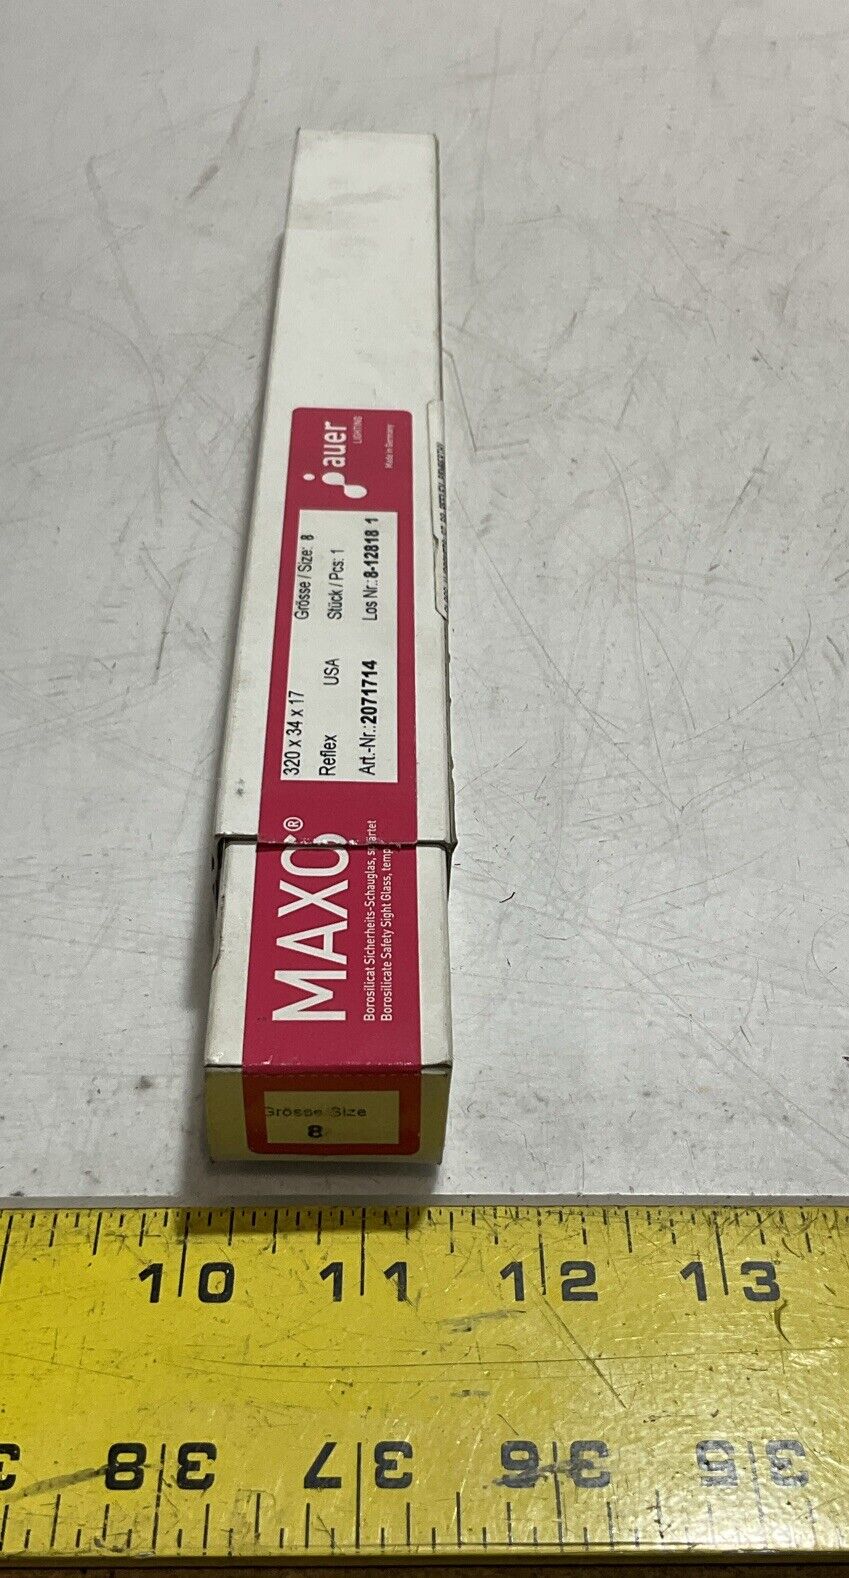 auer
LIGHTING
Made in Germany
320 x 34 x 17 Grösse / Size: 8
Reflex USA Stück / Pcs: 1
Art.-Nr.:2071714 Los Nr.:8-12818 1
MAXO®
Borosilicat Sicherheits-Schauglas,
Borosilicate Safety Sight Glass,
Grösse Size
8
10 11 12 13
38 37 36 35